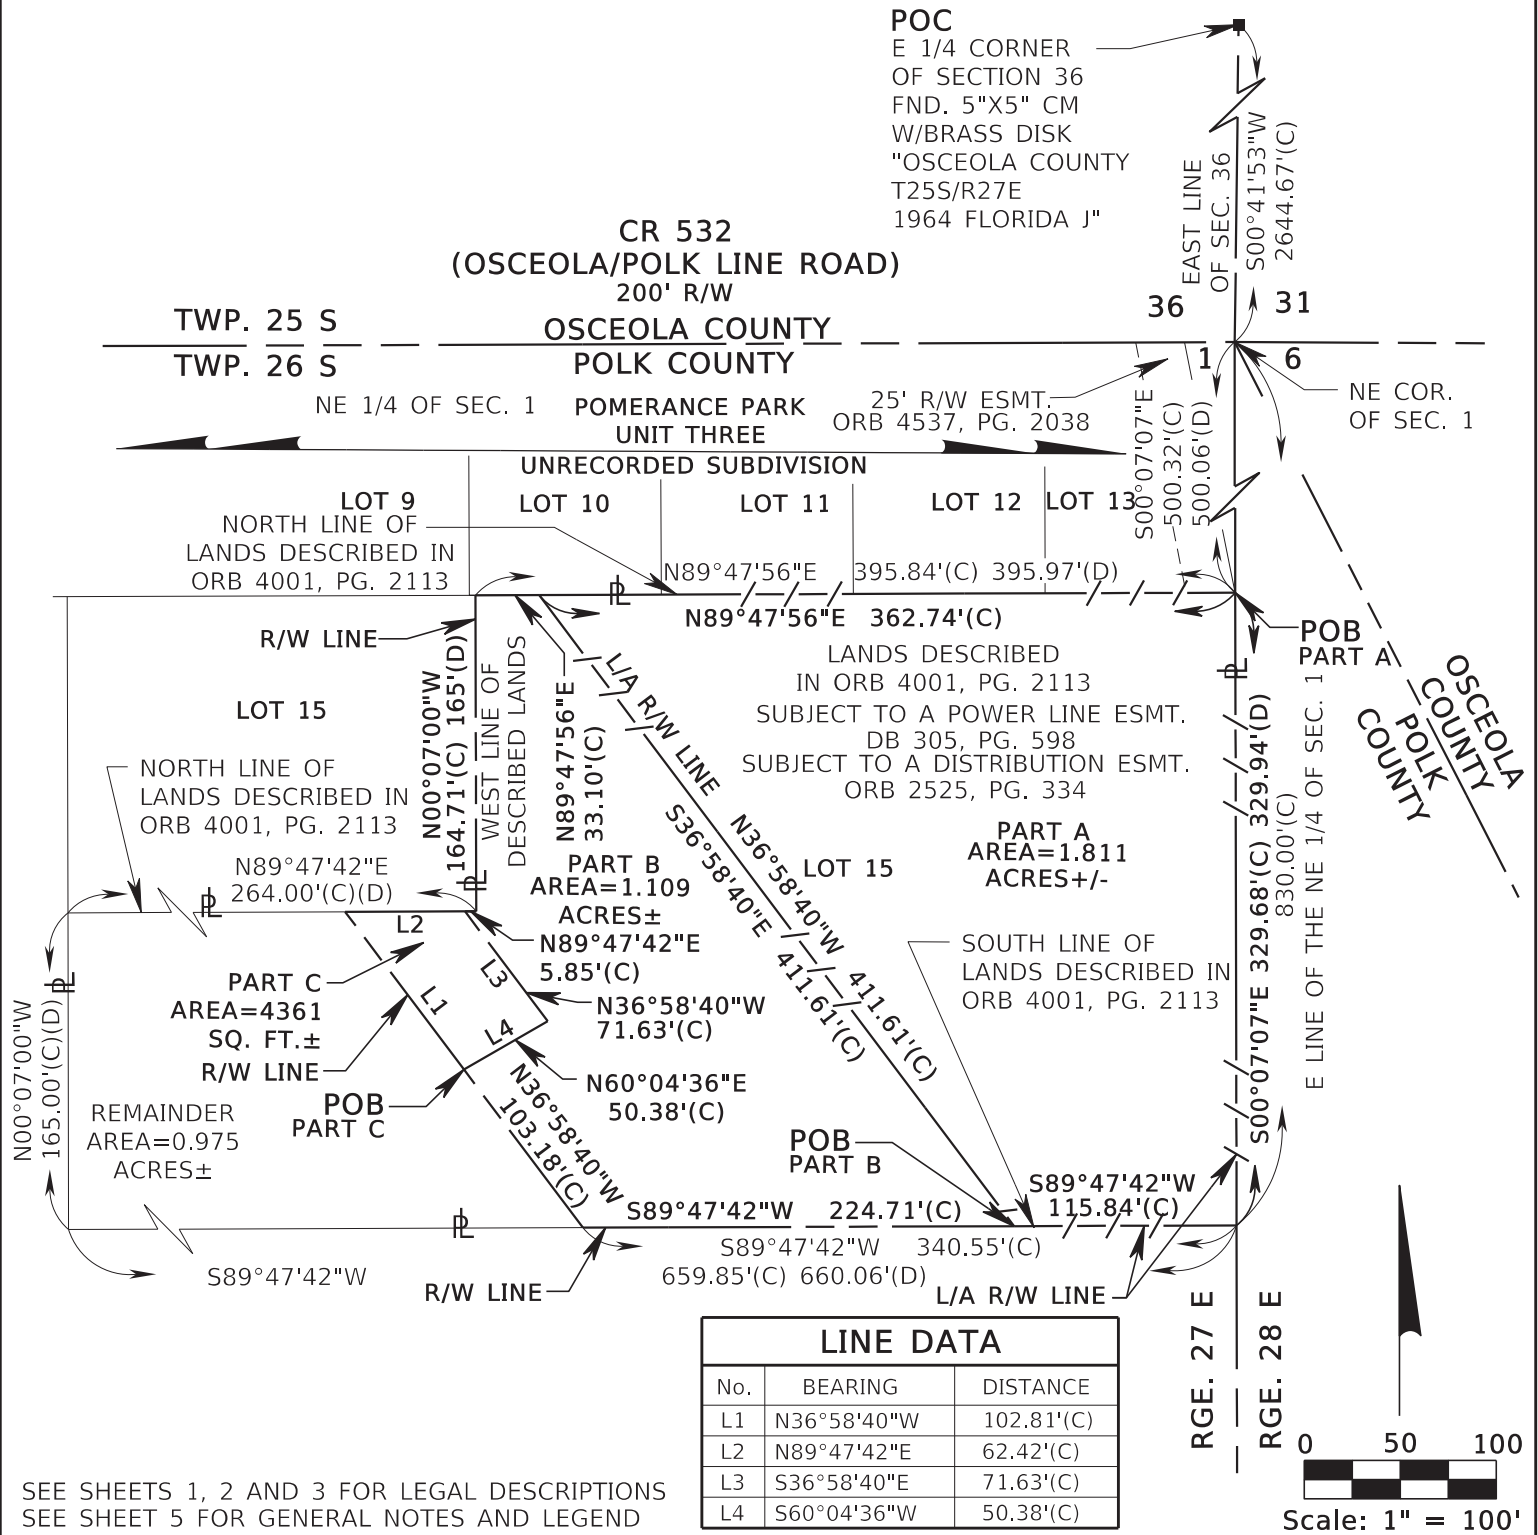 POC
E 1/4 CORNER
OF SECTION 36
FND. 5"X5" CM
W/BRASS DISK
"OSCEOLA COUNTY
T25S/R27E
1964 FLORIDA J"
EAST LINE
OF SEC. 36
S00°41'53"W
2644.67'(C)
CR 532
(OSCEOLA/POLK LINE ROAD)
200' R/W
TWP. 25 S
OSCEOLA COUNTY
36
31
TWP. 26 S
POLK COUNTY
1
6
NE 1/4 OF SEC. 1
POMERANCE PARK
UNIT THREE
UNRECORDED SUBDIVISION
25' R/W ESMT.
ORB 4537, PG. 2038
NE COR.
OF SEC. 1
S00°07'07"E
500.32'(C)
500.06'(D)
LOT 9
LOT 10
LOT 11
LOT 12
LOT 13
NORTH LINE OF
LANDS DESCRIBED IN
ORB 4001, PG. 2113
N89°47'56"E 395.84'(C) 395.97'(D)
PL
N89°47'56"E 362.74'(C)
R/W LINE
POB
PART A
LANDS DESCRIBED
IN ORB 4001, PG. 2113
SUBJECT TO A POWER LINE ESMT.
DB 305, PG. 598
SUBJECT TO A DISTRIBUTION ESMT.
ORB 2525, PG. 334
PL
OSCEOLA
COUNTY
POLK
COUNTY
LOT 15
N00°07'00"W
164.71'(C) 165'(D)
WEST LINE OF
DESCRIBED LANDS
N89°47'56"E
33.10'(C)
L/A R/W LINE
S36°58'40"E 411.61'(C)
N36°58'40"W 411.61'(C)
NORTH LINE OF
LANDS DESCRIBED IN
ORB 4001, PG. 2113
N89°47'42"E
264.00'(C)(D)
PL
PL
PART B
AREA=1.109
ACRES±
LOT 15
PART A
AREA=1.811
ACRES+/-
S00°07'07"E 329.68'(C) 329.94'(D)
830.00'(C)
E LINE OF THE NE 1/4 OF SEC. 1
L2
N89°47'42"E
5.85'(C)
SOUTH LINE OF
LANDS DESCRIBED IN
ORB 4001, PG. 2113
PL
PART C
AREA=4361
SQ. FT.±
L1
L3
N36°58'40"W
71.63'(C)
L4
R/W LINE
N60°04'36"E
50.38'(C)
N00°07'00"W
165.00'(C)(D)
POB
PART C
REMAINDER
AREA=0.975
ACRES±
N36°58'40"W
103.18'(C)
POB
PART B
S89°47'42"W
115.84'(C)
S89°47'42"W 224.71'(C)
PL
S89°47'42"W 340.55'(C)
659.85'(C) 660.06'(D)
S89°47'42"W
R/W LINE
L/A R/W LINE
RGE. 27 E
RGE. 28 E
LINE DATA
No. BEARING DISTANCE
L1 N36°58'40"W 102.81'(C)
L2 N89°47'42"E 62.42'(C)
L3 S36°58'40"E 71.63'(C)
L4 S60°04'36"W 50.38'(C)
0 50 100
Scale: 1" = 100'
SEE SHEETS 1, 2 AND 3 FOR LEGAL DESCRIPTIONS
SEE SHEET 5 FOR GENERAL NOTES AND LEGEND